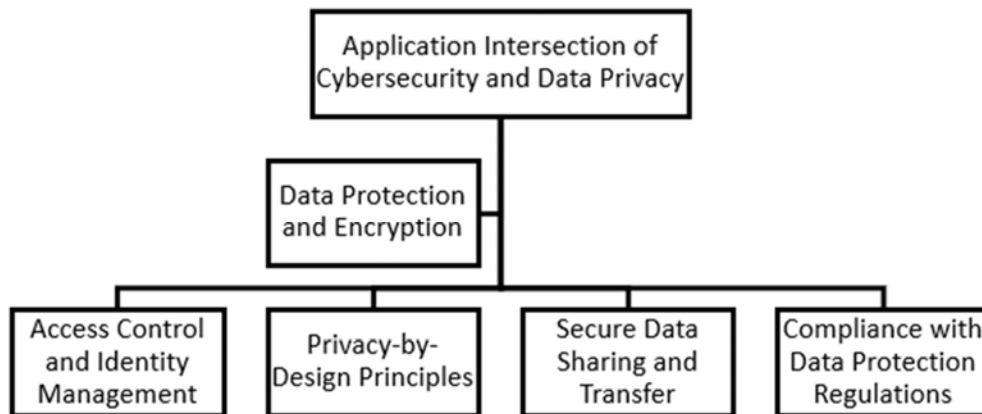 Application Intersection of
Cybersecurity and Data Privacy
Data Protection
and Encryption
Access Control
and Identity
Management
Privacy-by-
Design Principles
Secure Data
Sharing and
Transfer
Compliance with
Data Protection
Regulations